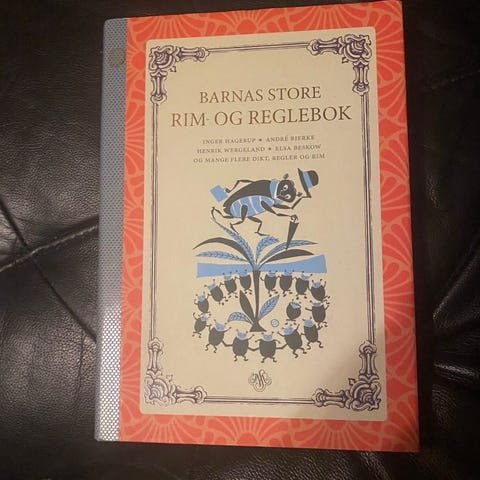 BARNAS STORE
RIM- OG REGLEBOK
INGER HAGERUP ★ ANDRÉ BJERKE
HENRIK WERGELAND ★ ELSA BESKOW
OG MANGE FLERE DIKT, REGLER OG RIM